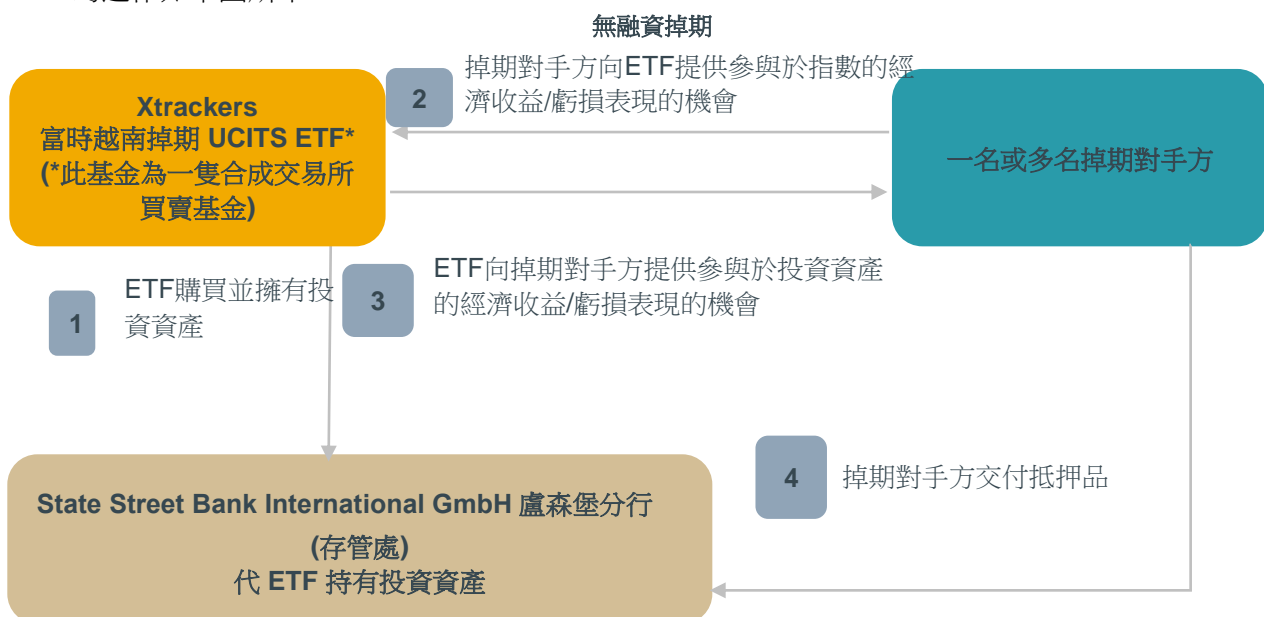 無融資掉期
2
掉期對手方向ETF提供參與於指數的經
濟收益/虧損表現的機會
Xtrackers
富時越南掉期 UCITS ETF*
(*此基金為一隻合成交易所
買賣基金)
一名或多名掉期對手方
1
ETF購買並擁有投
資資產
3
ETF向掉期對手方提供參與於投資資產
的經濟收益/虧損表現的機會
4
掉期對手方交付抵押品
State Street Bank International GmbH 盧森堡分行
(存管處)
代 ETF 持有投資資產